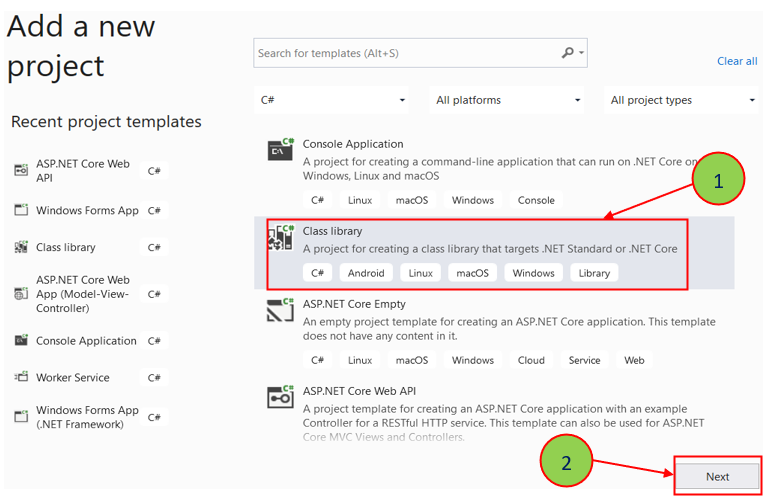 Add a new
project
Search for templates (Alt+S)
Clear all
C#
All platforms
All project types
Recent project templates
ASP.NET Core Web
API
C#
Windows Forms App
C#
Class library
C#
ASP.NET Core Web
App (Model-View-
Controller)
C#
Console Application
C#
Worker Service
C#
Windows Forms App
(.NET Framework)
C#
Console Application
A project for creating a command-line application that can run on .NET Core on
Windows, Linux and macOS
C# Linux macOS Windows Console
1
Class library
A project for creating a class library that targets .NET Standard or .NET Core
C# Android Linux macOS Windows Library
ASP.NET Core Empty
An empty project template for creating an ASP.NET Core application. This template
does not have any content in it.
C# Linux macOS Windows Cloud Service Web
ASP.NET Core Web API
A project template for creating an ASP.NET Core application with an example
Controller for a RESTful HTTP service. This template can also be used for ASP.NET
Core MVC Views and Controllers.
2
Next